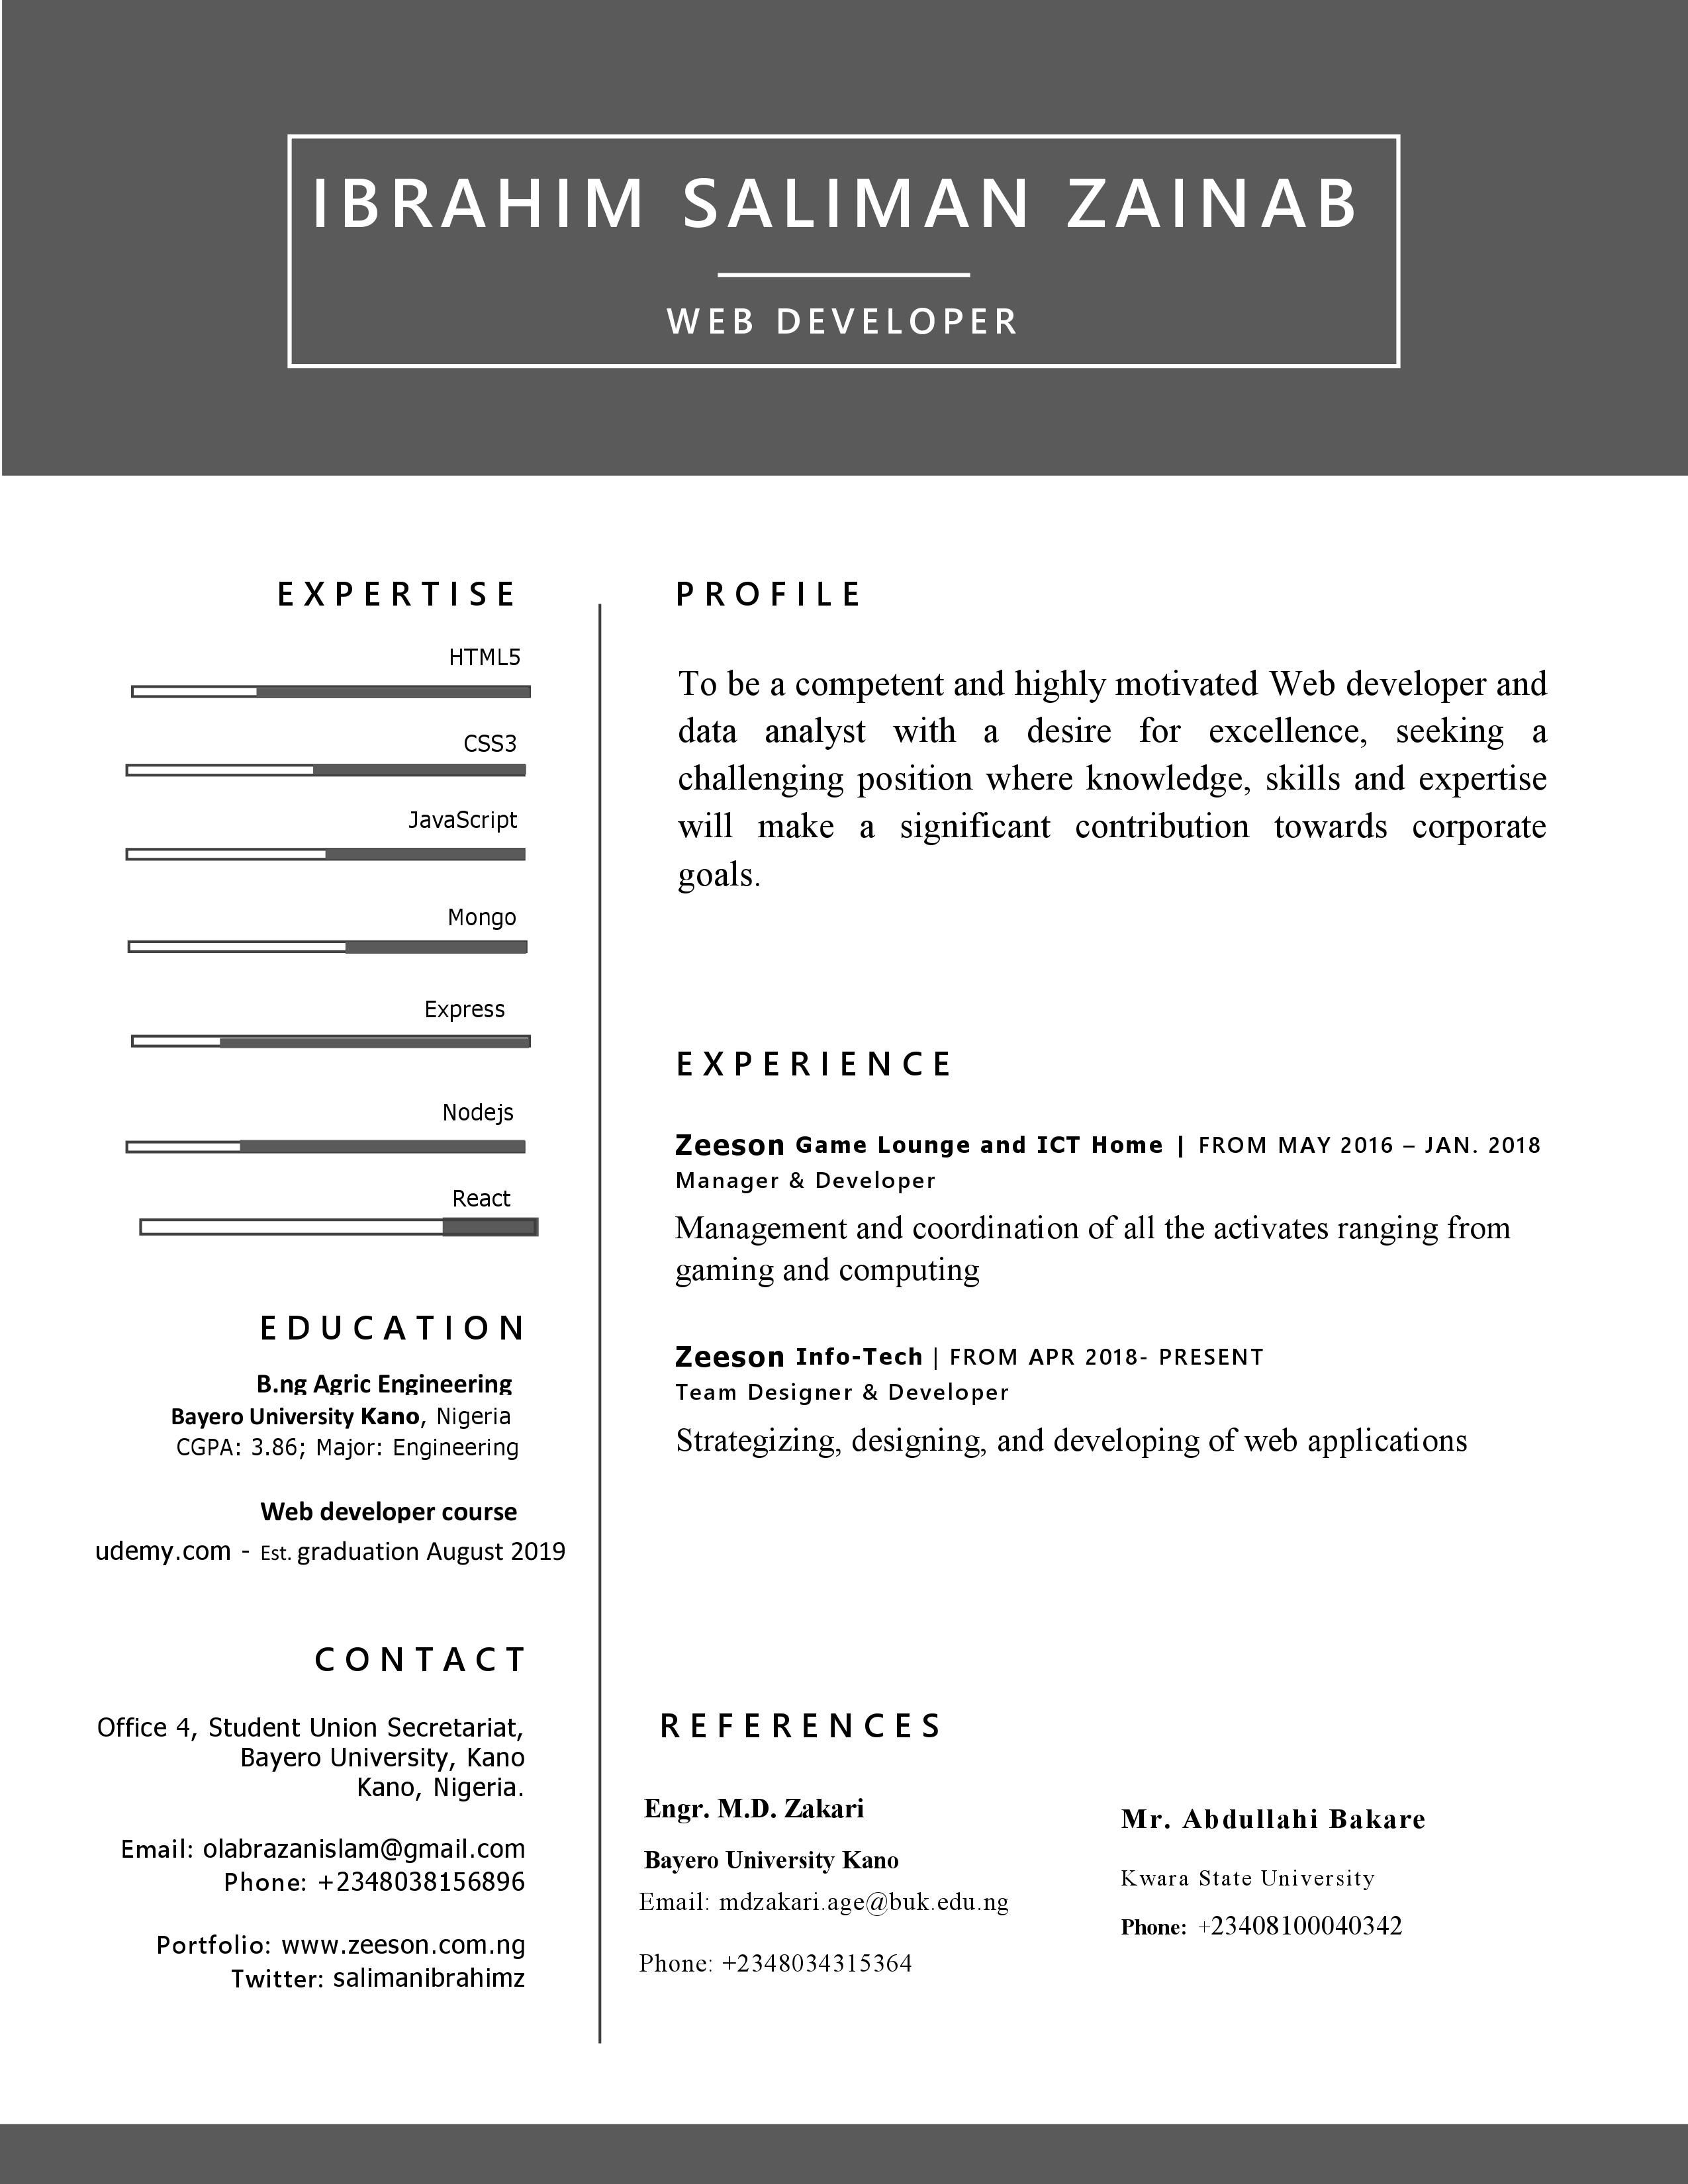 IBRAHIM SALIMAN ZAINAB
WEB DEVELOPER
EXPERTISE
HTML5
CSS3
JavaScript
Mongo
Express
Nodejs
React
EDUCATION
B.ng Agric Engineering
Bayero University Kano, Nigeria
CGPA: 3.86; Major: Engineering
Web developer course
udemy.com - Est. graduation August 2019
CONTACT
Office 4, Student Union Secretariat,
Bayero University, Kano
Kano, Nigeria.
Email: olabrazanislam@gmail.com
Phone: +2348038156896
Portfolio: www.zeeson.com.ng
Twitter: salimanibrahimz
PROFILE
To be a competent and highly motivated Web developer and
data analyst with a desire for excellence, seeking a
challenging position where knowledge, skills and expertise
will make a significant contribution towards corporate
goals.
EXPERIENCE
Zeeson Game Lounge and ICT Home | FROM MAY 2016 – JAN. 2018
Manager & Developer
Management and coordination of all the activates ranging from
gaming and computing
Zeeson Info-Tech | FROM APR 2018- PRESENT
Team Designer & Developer
Strategizing, designing, and developing of web applications
REFERENCES
Engr. M.D. Zakari
Bayero University Kano
Email: mdzakari.age@buk.edu.ng
Phone: +2348034315364
Mr. Abdullahi Bakare
Kwara State University
Phone: +23408100040342